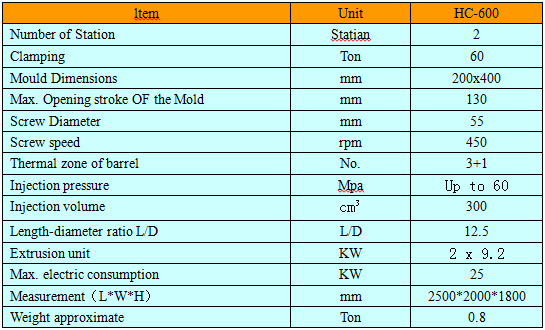 Item Unit HC-600
Number of Station Statian 2
Clamping Ton 60
Mould Dimensions mm 200x400
Max. Opening stroke OF the Mold mm 130
Screw Diameter mm 55
Screw speed rpm 450
Thermal zone of barrel No. 3+1
Injection pressure Mpa Up to 60
Injection volume cm³ 300
Length-diameter ratio L/D L/D 12.5
Extrusion unit KW 2 x 9.2
Max. electric consumption KW 25
Measurement（L*W*H） mm 2500*2000*1800
Weight approximate Ton 0.8